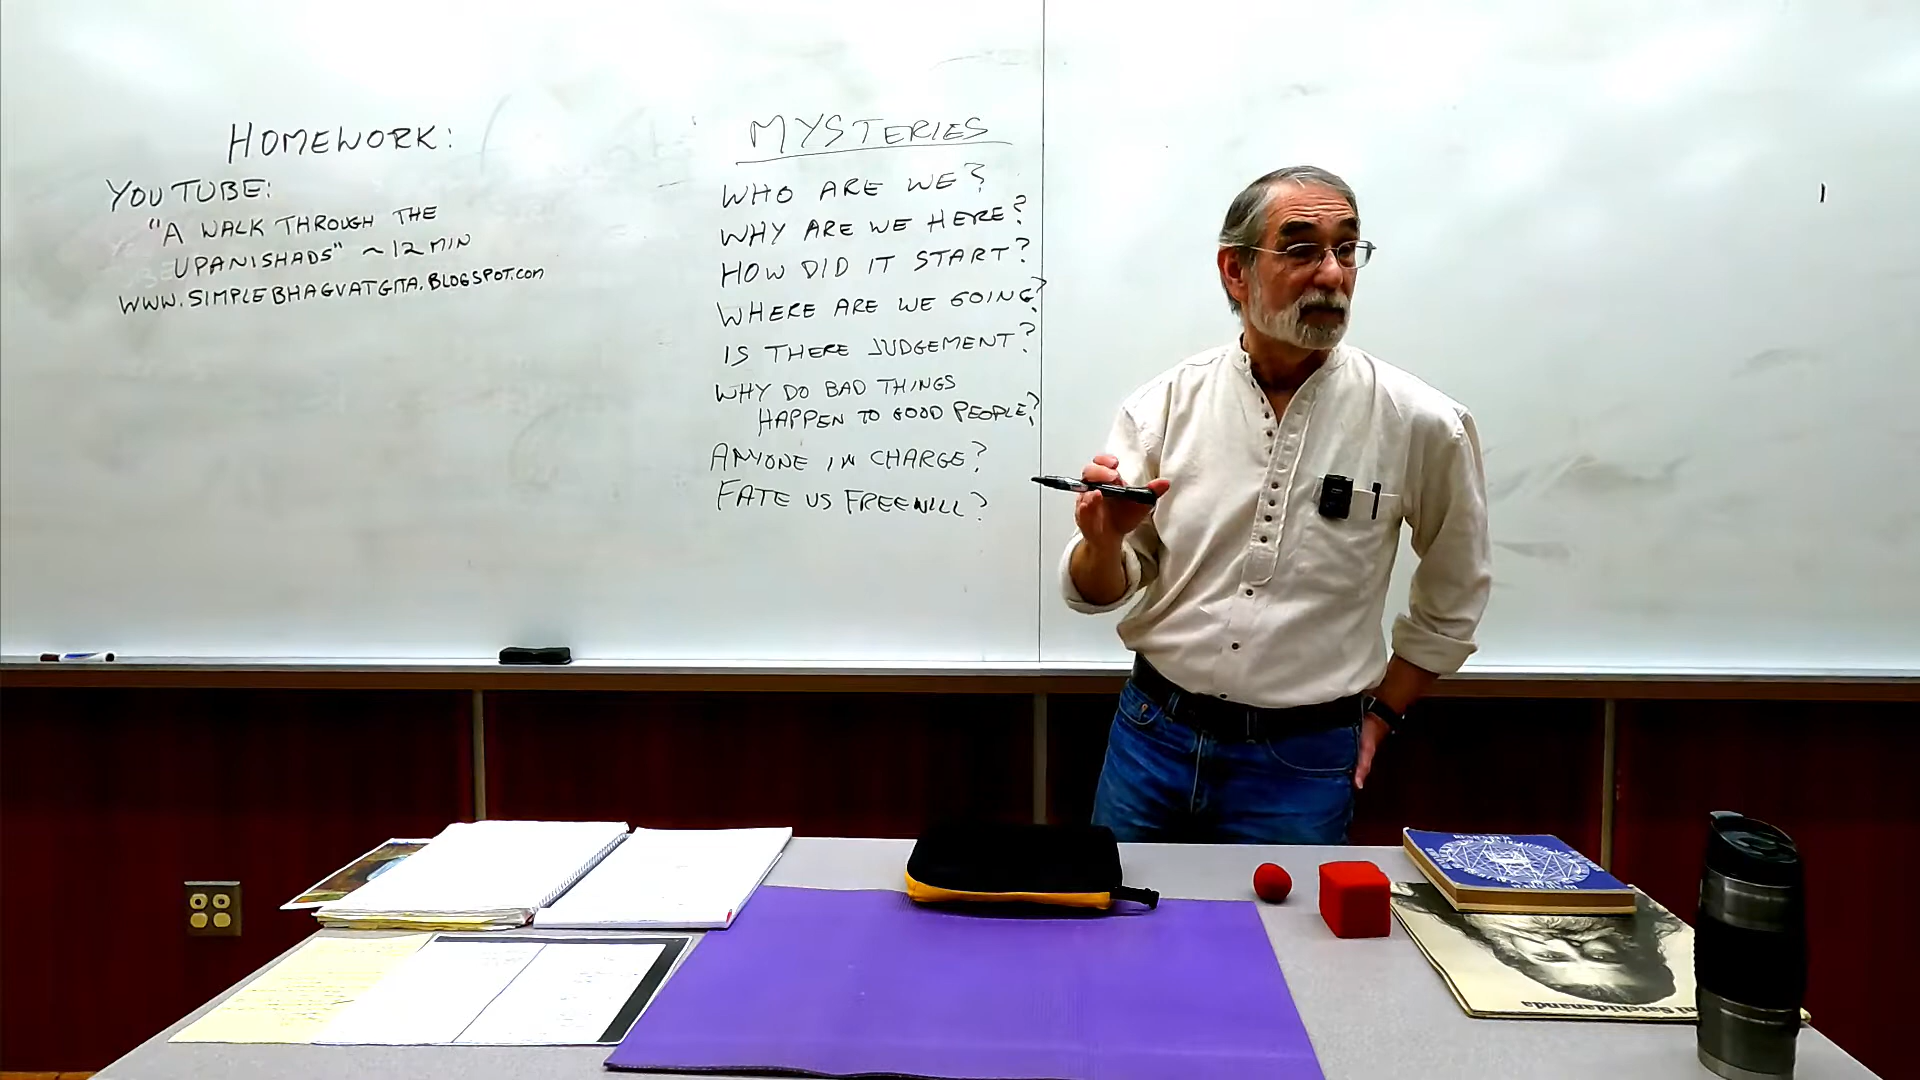 HOMEWORK:
YOUTUBE:
"A WALK THROUGH THE
UPANISHADS" ~12 MIN
WWW.SIMPLEBHAGVATGITA.BLOGSPOT.COM
MYSTERIES
WHO ARE WE?
WHY ARE WE HERE?
HOW DID IT START?
WHERE ARE WE GOING?
IS THERE JUDGEMENT?
WHY DO BAD THINGS
HAPPEN TO GOOD PEOPLE?
ANYONE IN CHARGE?
FATE VS FREEWILL?
Satchidananda